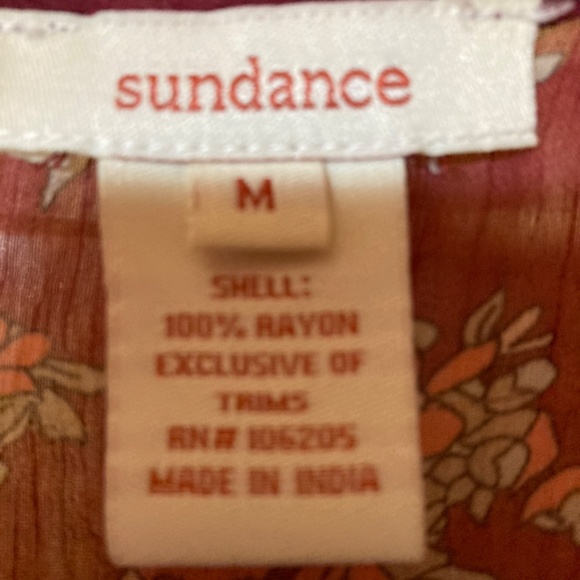 sundance
M
SHELL:
100% RAYON
EXCLUSIVE OF
TRIMS
RN# 106205
MADE IN INDIA